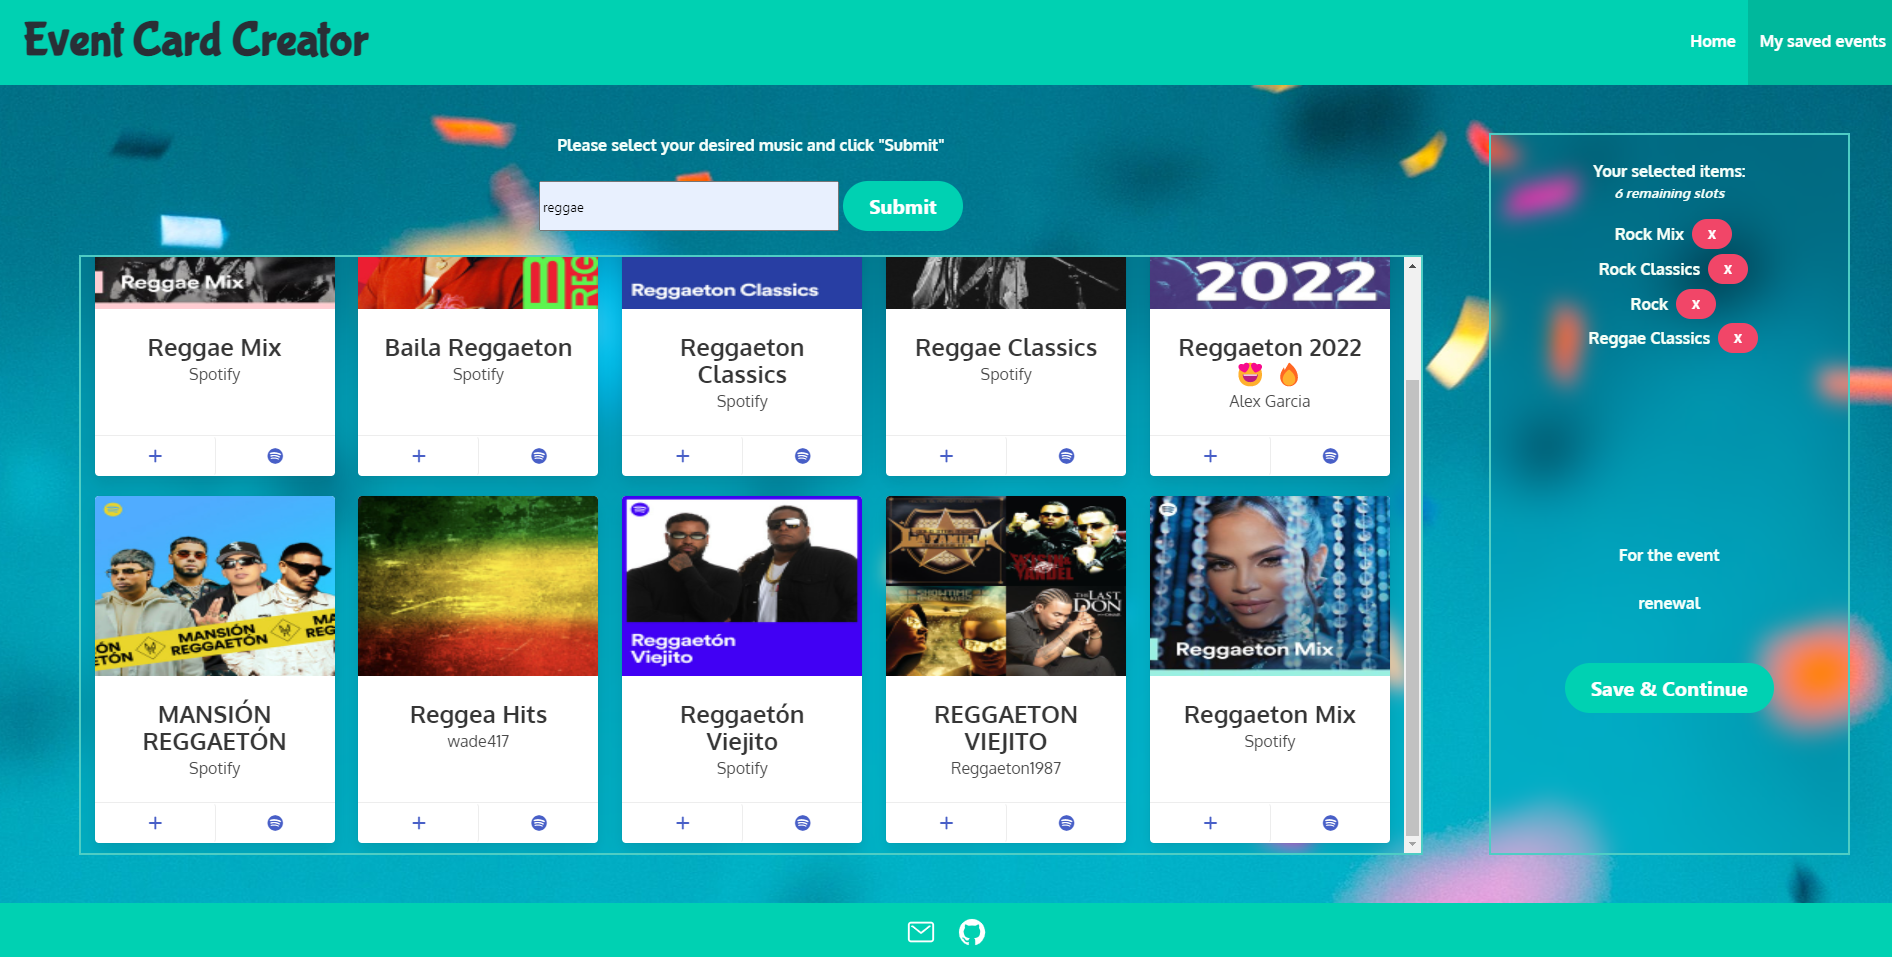 Event Card Creator
Home
My saved events
Please select your desired music and click "Submit"
reggae
Submit
Reggae Mix
Reggaeton Classics
2022
Reggae Mix
Spotify
Baila Reggaeton
Spotify
Reggaeton
Classics
Spotify
Reggae Classics
Spotify
Reggaeton 2022
😍 🔥
Alex Garcia
MANSIÓN
REGGAETÓN
Reggaetón
Viejito
LA FAMILIA
THE LAST
DON
Reggaeton Mix
MANSIÓN
REGGAETÓN
Spotify
Reggea Hits
wade417
Reggaetón
Viejito
Spotify
REGGAETON
VIEJITO
Reggaeton1987
Reggaeton Mix
Spotify
Your selected items:
6 remaining slots
Rock Mix x
Rock Classics x
Rock x
Reggae Classics x
For the event
renewal
Save & Continue